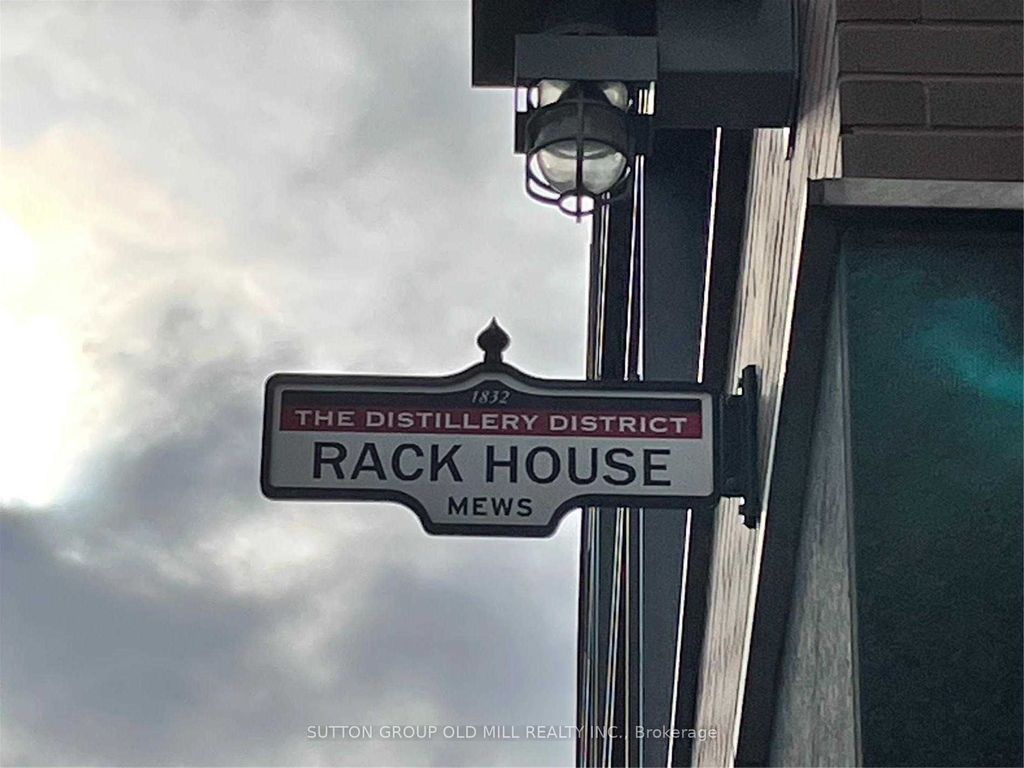 1832
THE DISTILLERY DISTRICT
RACK HOUSE
MEWS
SUTTON GROUP OLD MILL REALTY INC., Brokerage